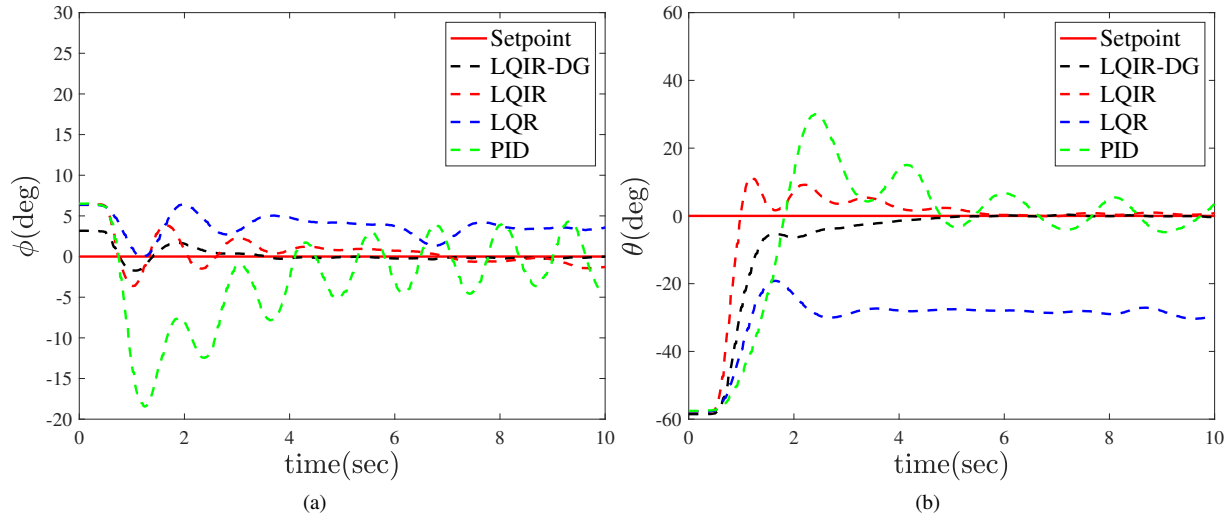 30
25
20
15
10
5
0
-5
-10
-15
-20
ϕ(deg)
0
2
4
6
8
10
time(sec)
Setpoint
LQIR-DG
LQIR
LQR
PID
(a)
60
40
20
0
-20
-40
-60
θ(deg)
0
2
4
6
8
10
time(sec)
Setpoint
LQIR-DG
LQIR
LQR
PID
(b)